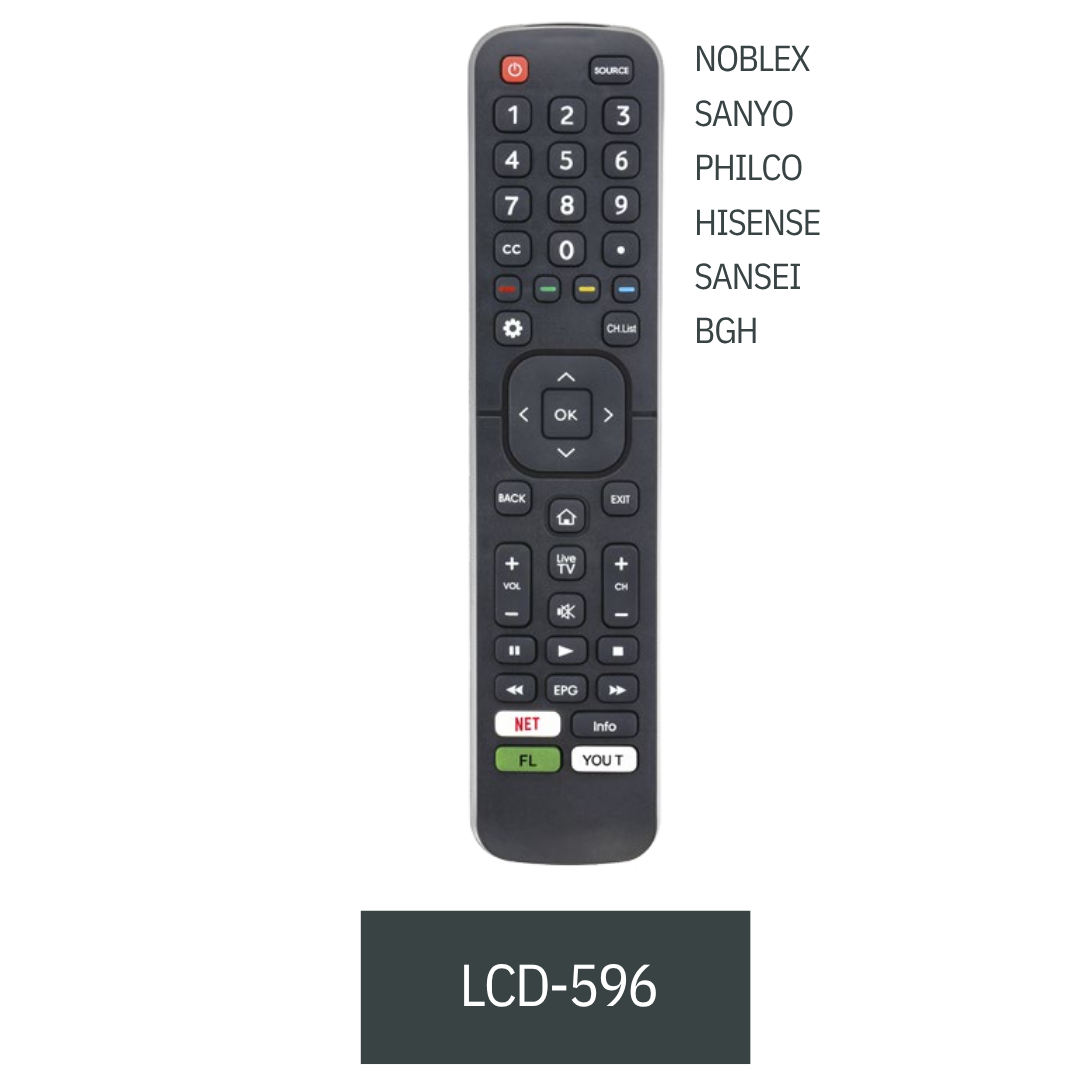 SOURCE
NOBLEX
1 2 3
SANYO
4 5 6
PHILCO
7 8 9
HISENSE
CC 0 •
SANSEI
CH.List
BGH
OK
BACK
EXIT
Live
TV
+ +
VOL CH
− −
EPG
NET Info
FL YOU T
LCD-596